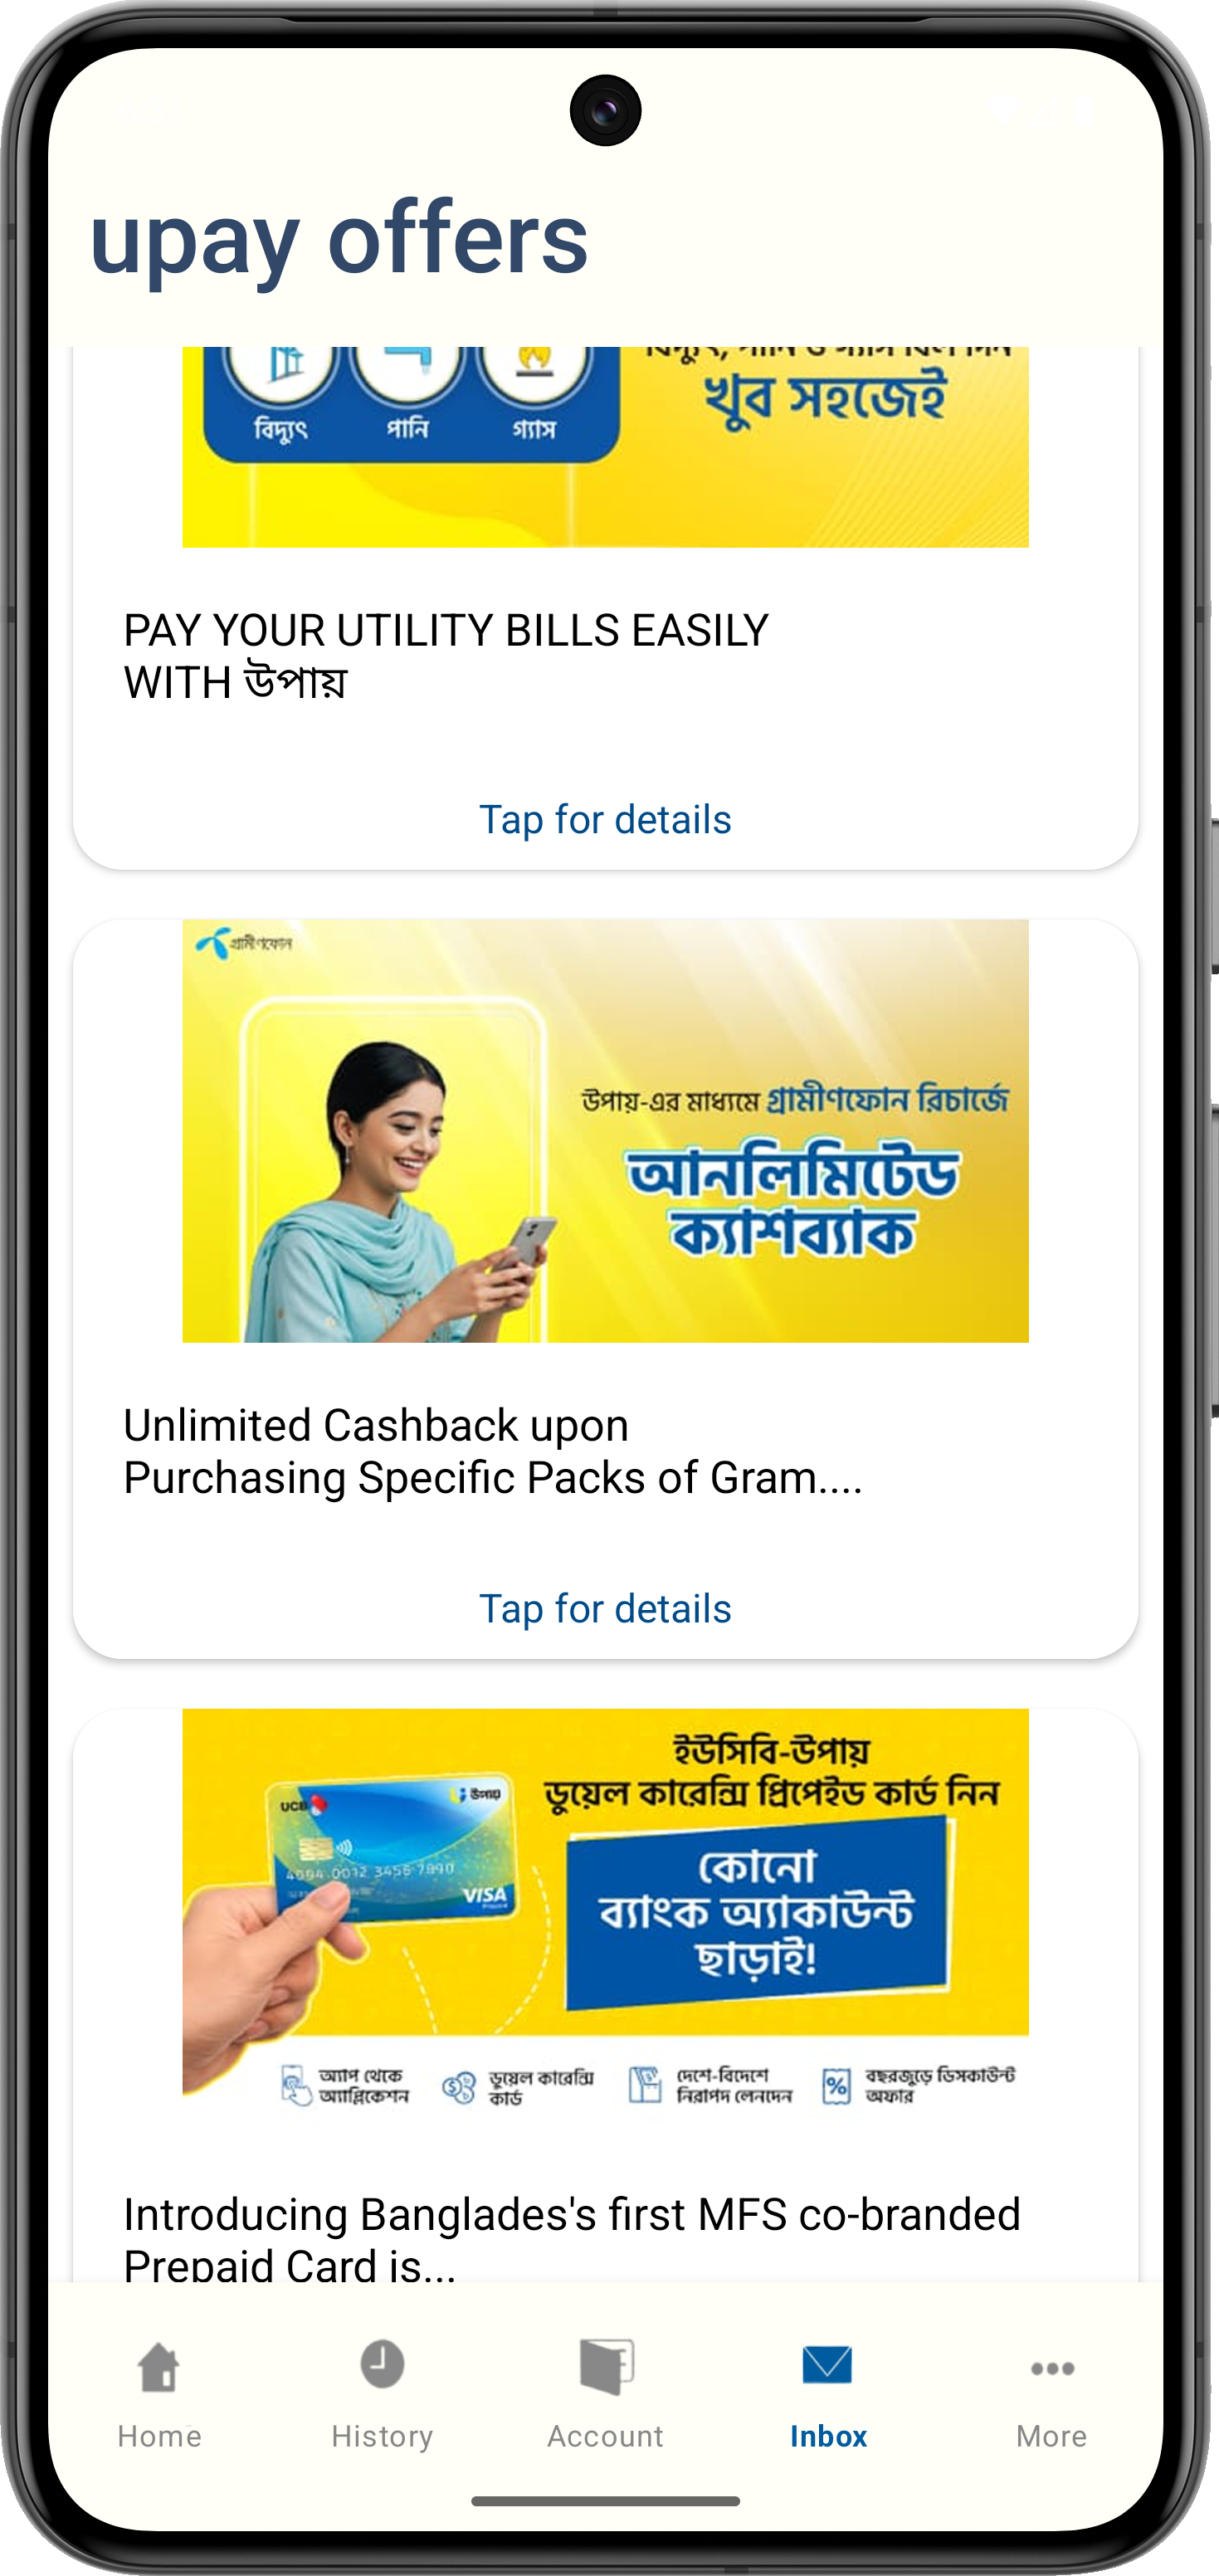 upay offers
খুব সহজেই
বিদ্যুৎ
পানি
গ্যাস
PAY YOUR UTILITY BILLS EASILY
WITH উপায়
Tap for details
গ্রামীণফোন
উপায়-এর মাধ্যমে গ্রামীণফোন রিচার্জে
আনলিমিটেড
ক্যাশব্যাক
Unlimited Cashback upon
Purchasing Specific Packs of Gram....
Tap for details
ইউসিবি-উপায়
ডুয়েল কারেন্সি প্রিপেইড কার্ড নিন
কোনো
ব্যাংক অ্যাকাউন্ট
ছাড়াই!
UCB
উপায়
4094 0012 3456 7890
VISA
অ্যাপ থেকে
অ্যাপ্লিকেশন
ডুয়েল কারেন্সি
কার্ড
দেশে-বিদেশে
নিরাপদ লেনদেন
বছরজুড়ে ডিসকাউন্ট
অফার
Introducing Banglades's first MFS co-branded
Prepaid Card is...
Home
History
Account
Inbox
More